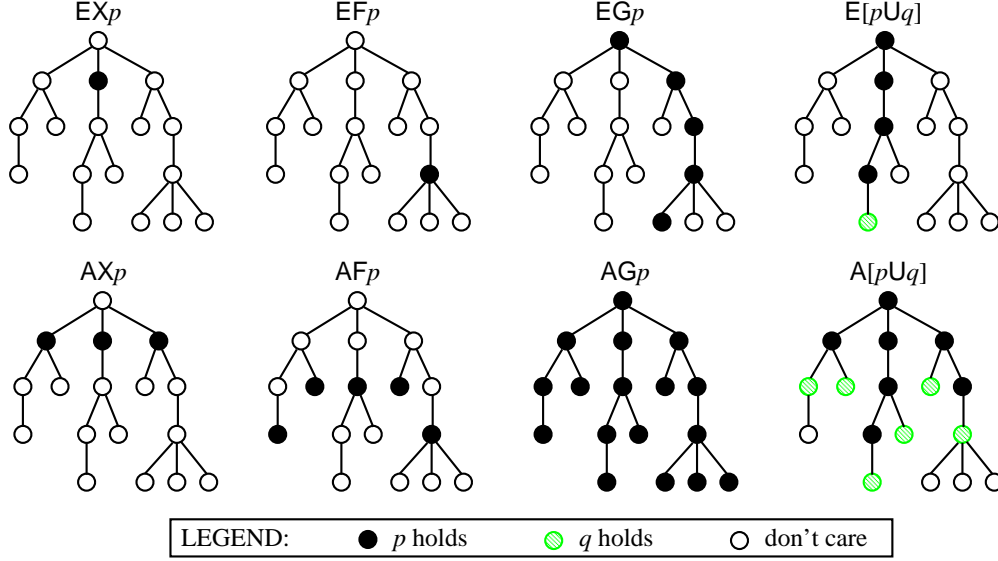 EXp EFp EGp E[pUq]
AXp AFp AGp A[pUq]
LEGEND: p holds q holds don't care